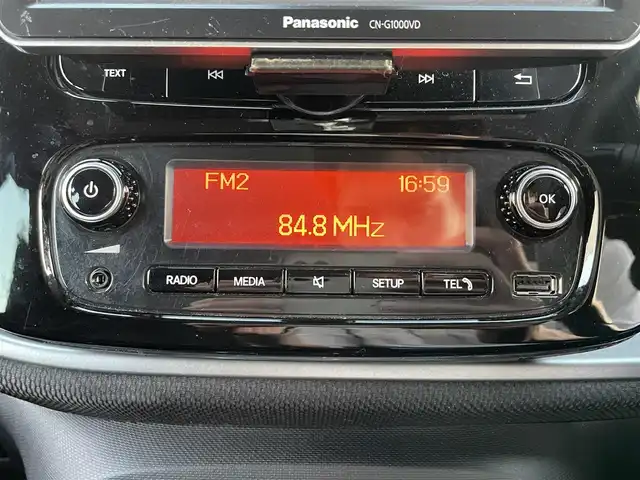 Panasonic CN-G1000VD
TEXT
FM2 16:59
84.8 MHz
OK
RADIO MEDIA SETUP TEL